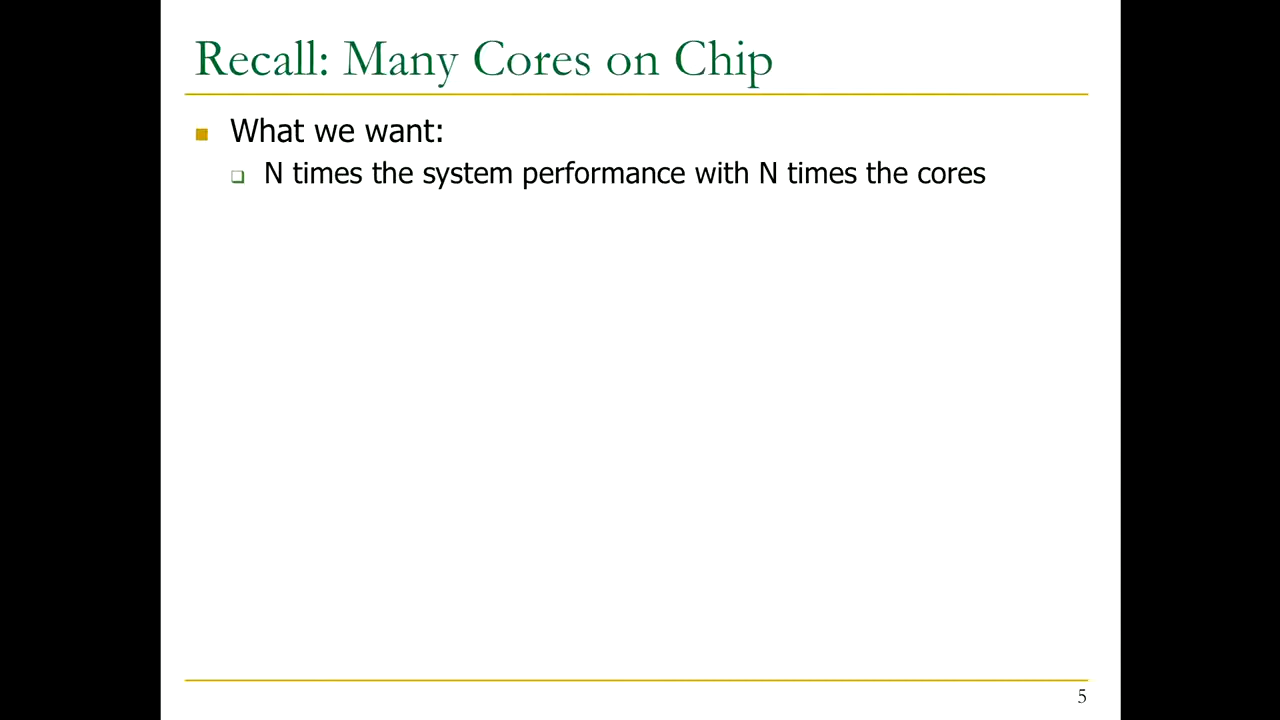 Recall: Many Cores on Chip
What we want:
N times the system performance with N times the cores
5